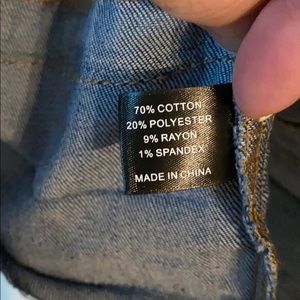 70% COTTON
20% POLYESTER
9% RAYON
1% SPANDEX
MADE IN CHINA